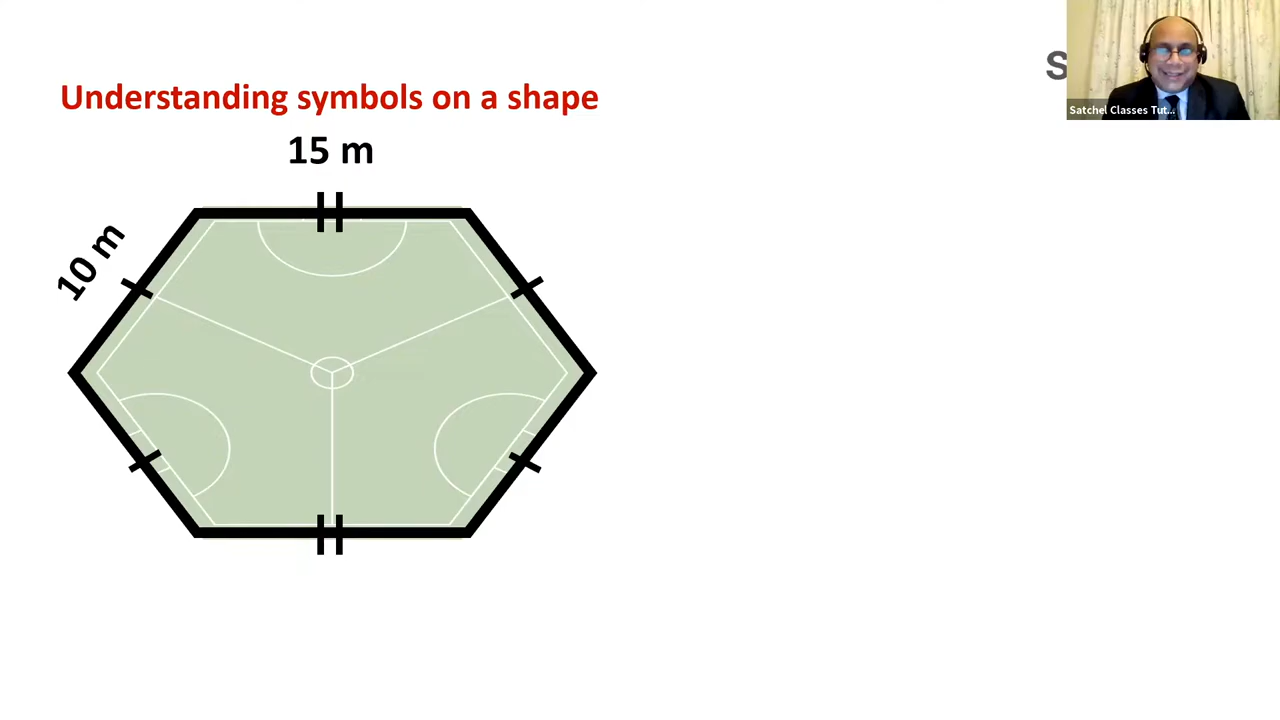 Understanding symbols on a shape
15 m
10 m
S
Satchel Classes Tut...